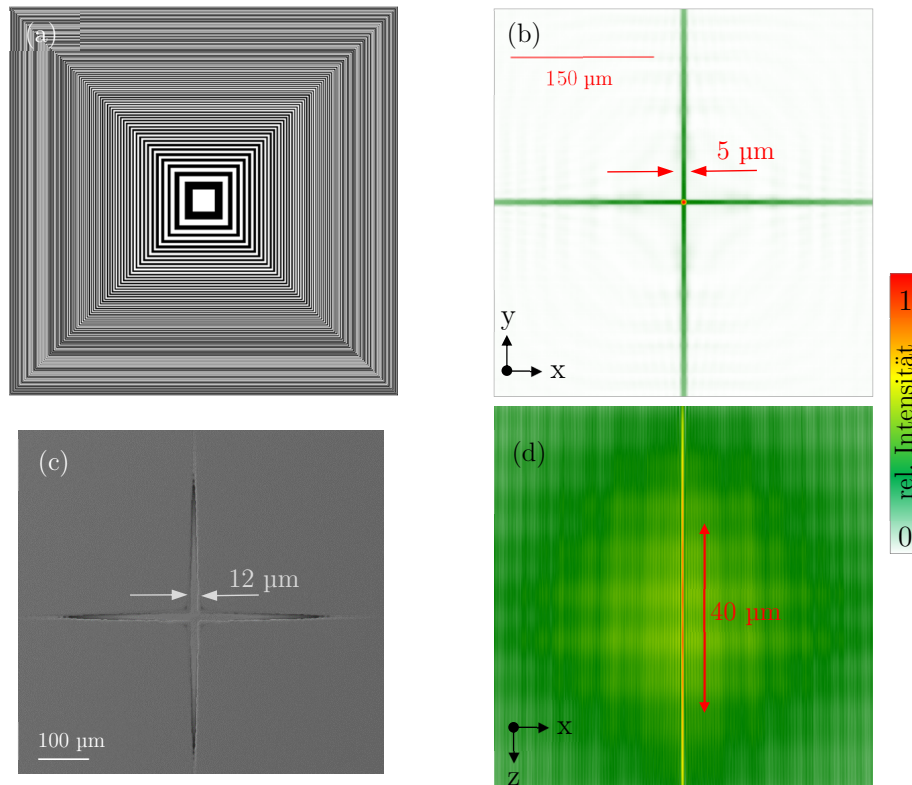 (a)
(b)
150 µm
5 µm
y
x
1
rel. Intensität
0
(c)
12 µm
100 µm
(d)
40 µm
x
z